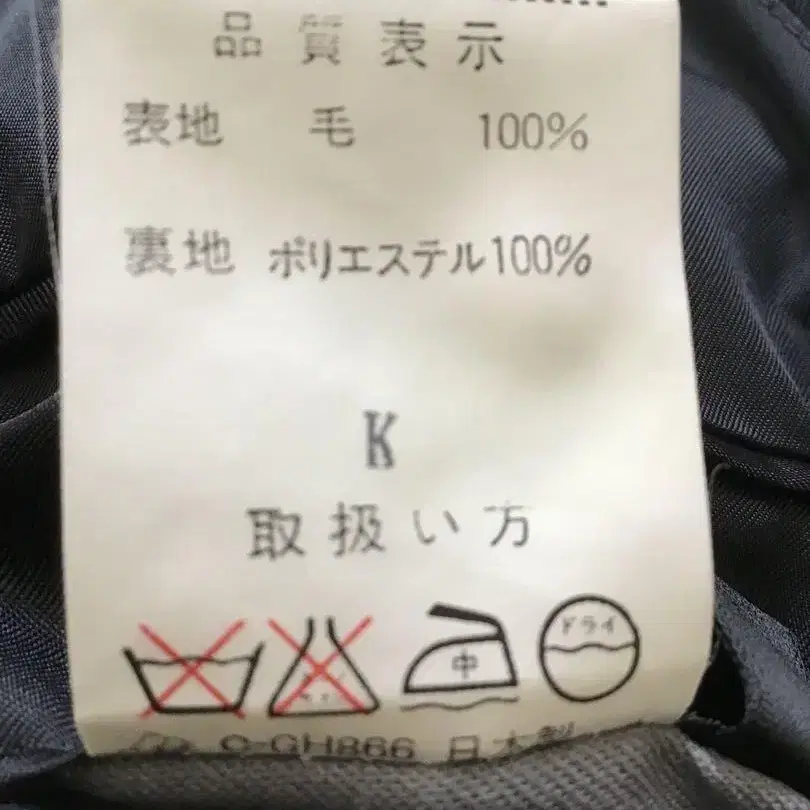 品質表示
表地 毛 100%
裏地 ポリエステル100%
K
取扱い方
中 ドライ
C-GH866 日本製